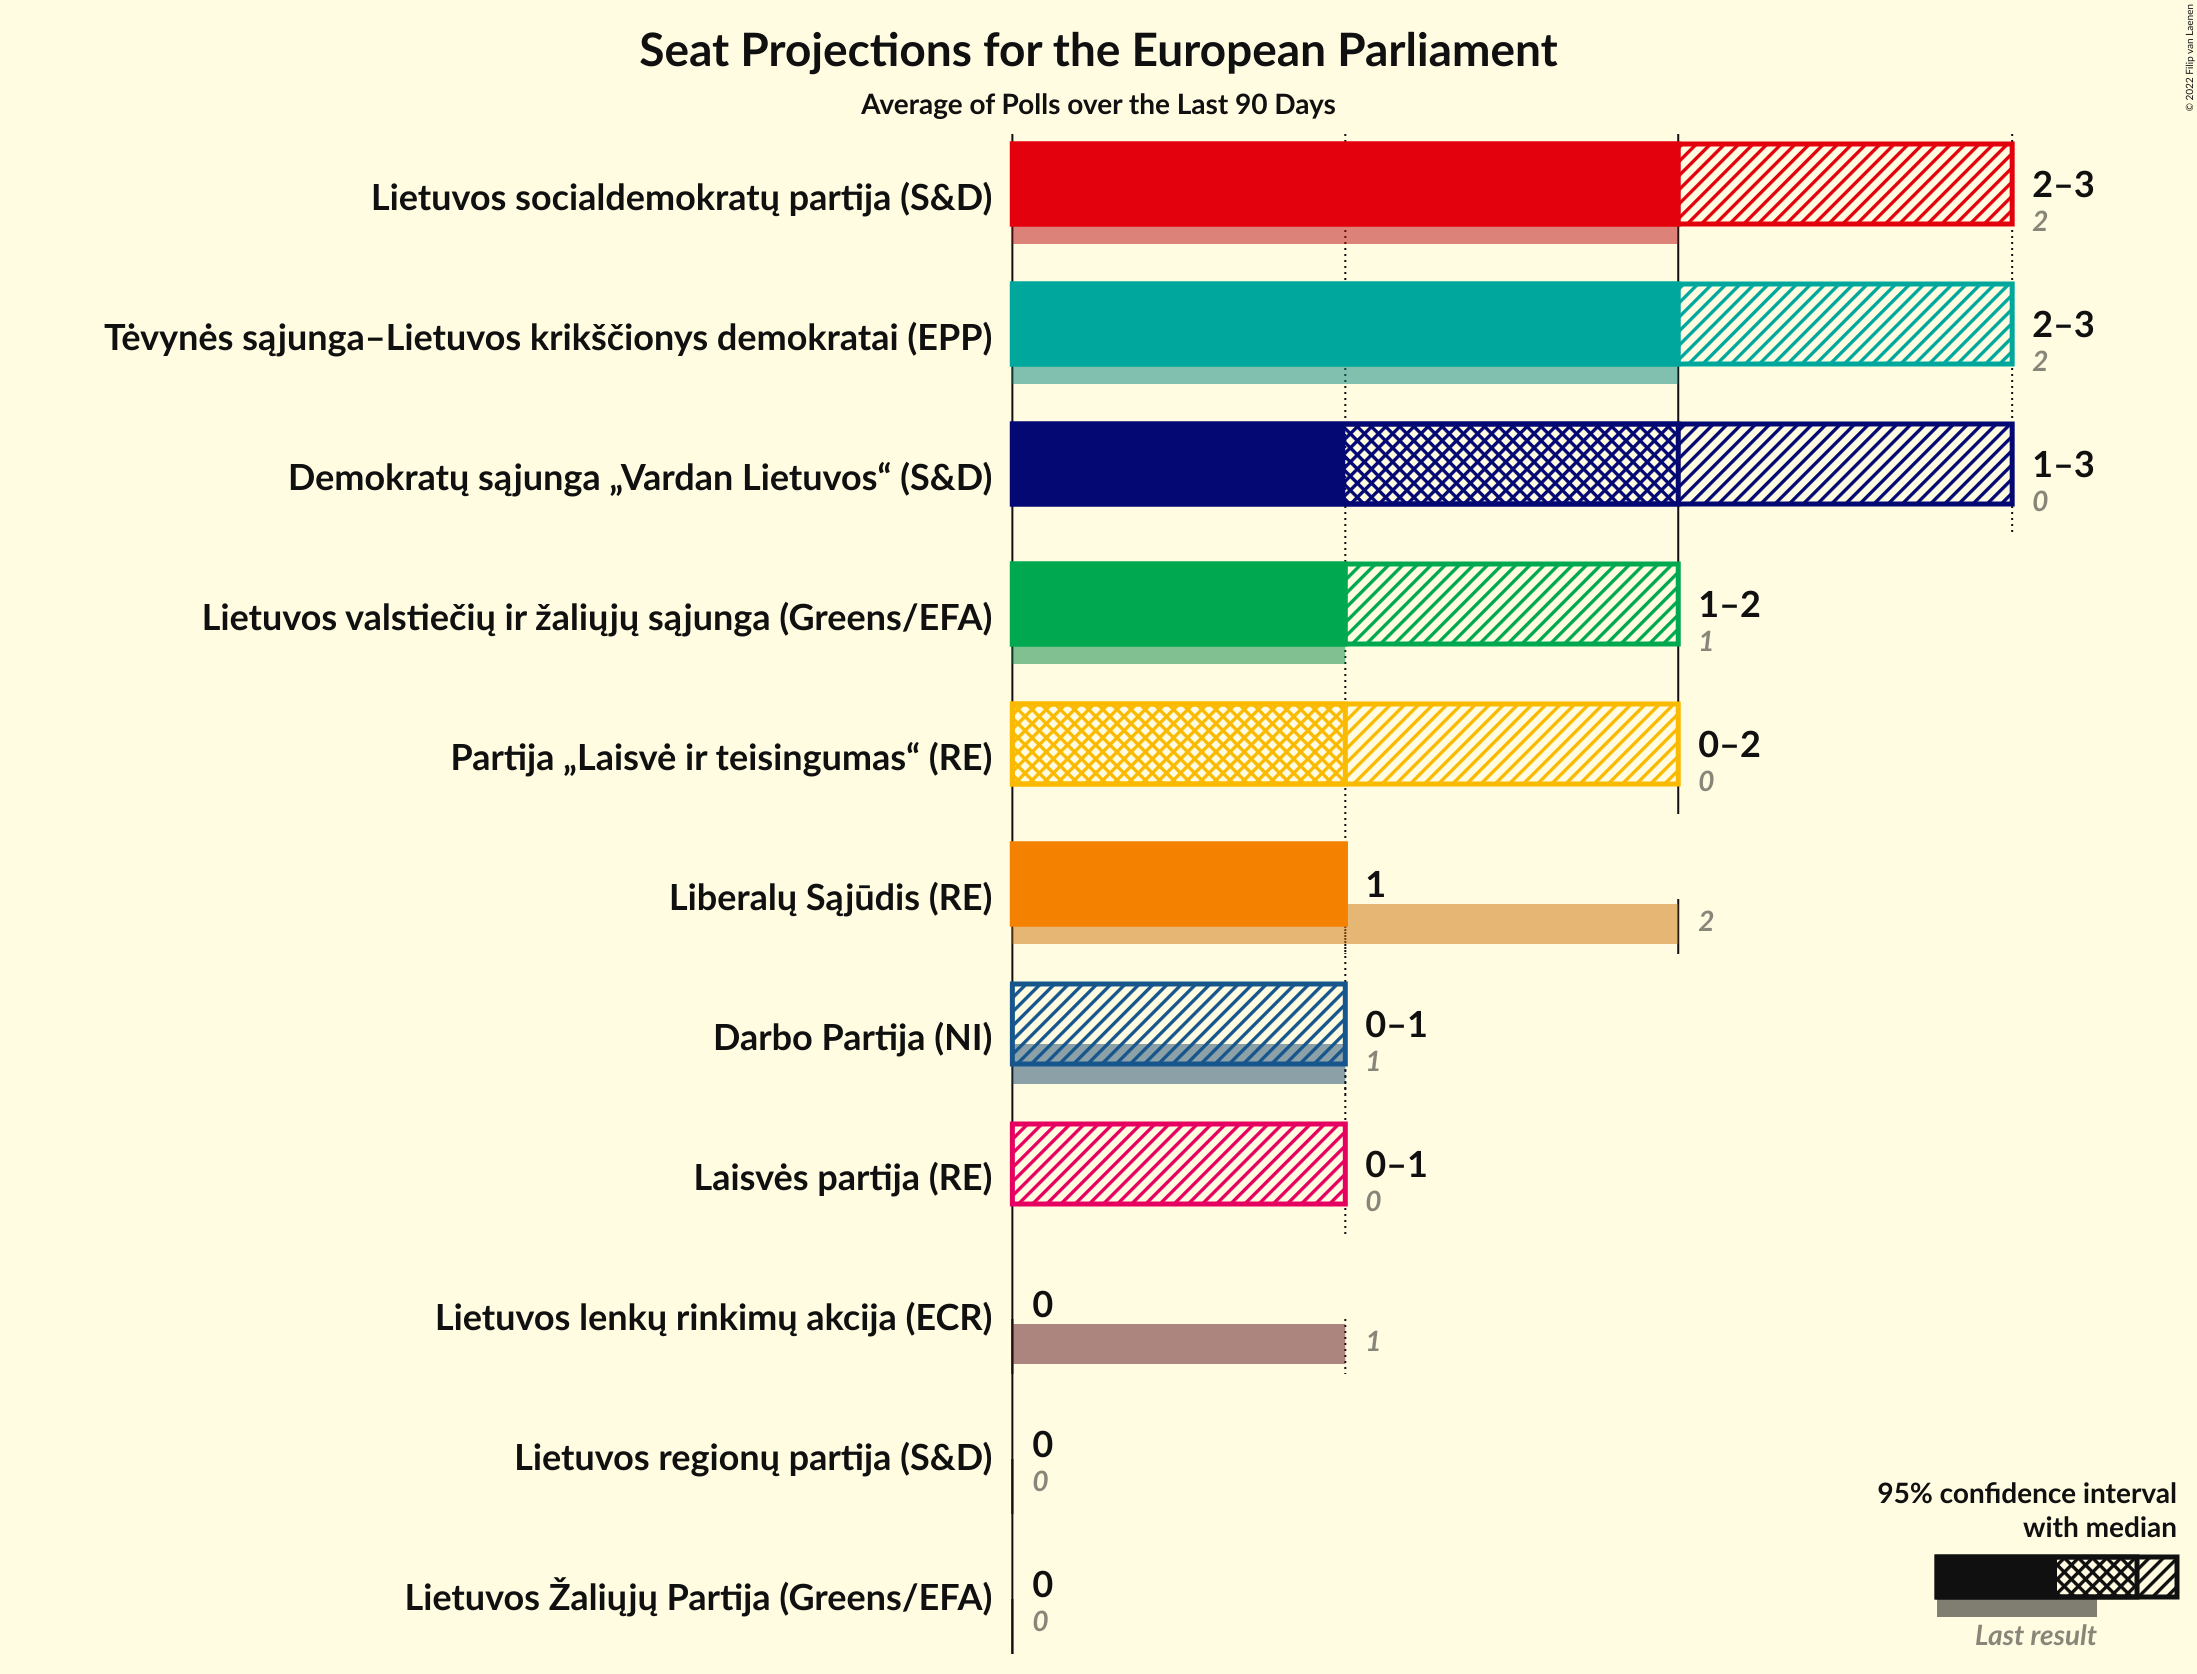 Seat Projections for the European Parliament
Average of Polls over the Last 90 Days
© 2022 Filip van Laenen
Lietuvos socialdemokratų partija (S&D)
2–3
2
Tėvynės sąjunga–Lietuvos krikščionys demokratai (EPP)
2–3
2
Demokratų sąjunga „Vardan Lietuvos“ (S&D)
1–3
0
Lietuvos valstiečių ir žaliųjų sąjunga (Greens/EFA)
1–2
1
Partija „Laisvė ir teisingumas“ (RE)
0–2
0
Liberalų Sąjūdis (RE)
1
2
Darbo Partija (NI)
0–1
1
Laisvės partija (RE)
0–1
0
Lietuvos lenkų rinkimų akcija (ECR)
0
1
Lietuvos regionų partija (S&D)
0
0
Lietuvos Žaliųjų Partija (Greens/EFA)
0
0
95% confidence interval
with median
Last result